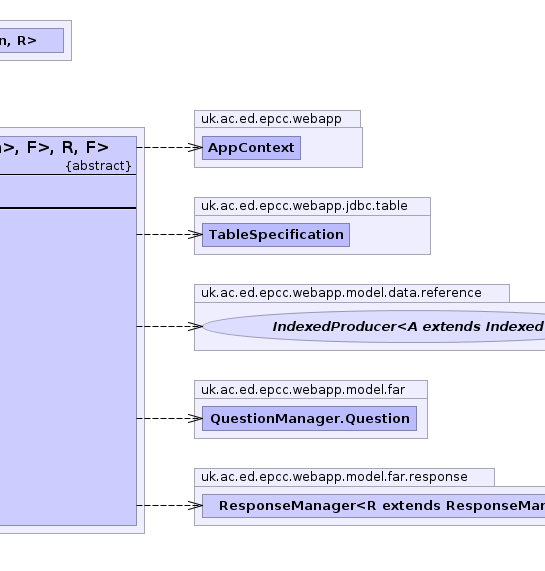 n, R>
uk.ac.ed.epcc.webapp
AppContext
>, F>, R, F>
{abstract}
uk.ac.ed.epcc.webapp.jdbc.table
TableSpecification
uk.ac.ed.epcc.webapp.model.data.reference
IndexedProducer<A extends Indexed
uk.ac.ed.epcc.webapp.model.far
QuestionManager.Question
uk.ac.ed.epcc.webapp.model.far.response
ResponseManager<R extends ResponseMan